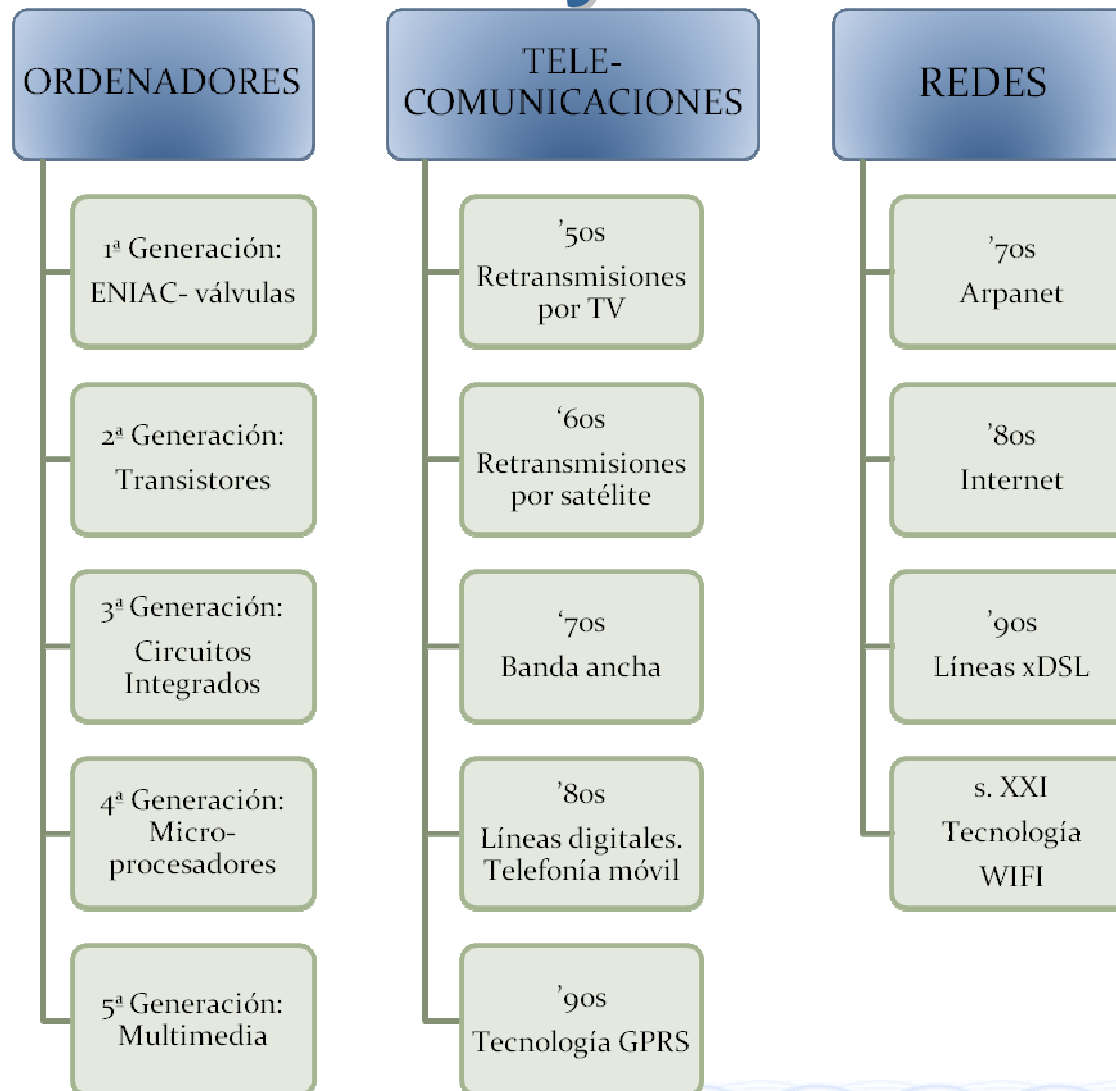 ORDENADORES
1ª Generación:
ENIAC- válvulas
2ª Generación:
Transistores
3ª Generación:
Circuitos
Integrados
4ª Generación:
Micro-
procesadores
5ª Generación:
Multimedia
TELE-
COMUNICACIONES
’50s
Retransmisiones
por TV
‘60s
Retransmisiones
por satélite
‘70s
Banda ancha
’80s
Líneas digitales.
Telefonía móvil
’90s
Tecnología GPRS
REDES
’70s
Arpanet
’80s
Internet
’90s
Líneas xDSL
s. XXI
Tecnología
WIFI